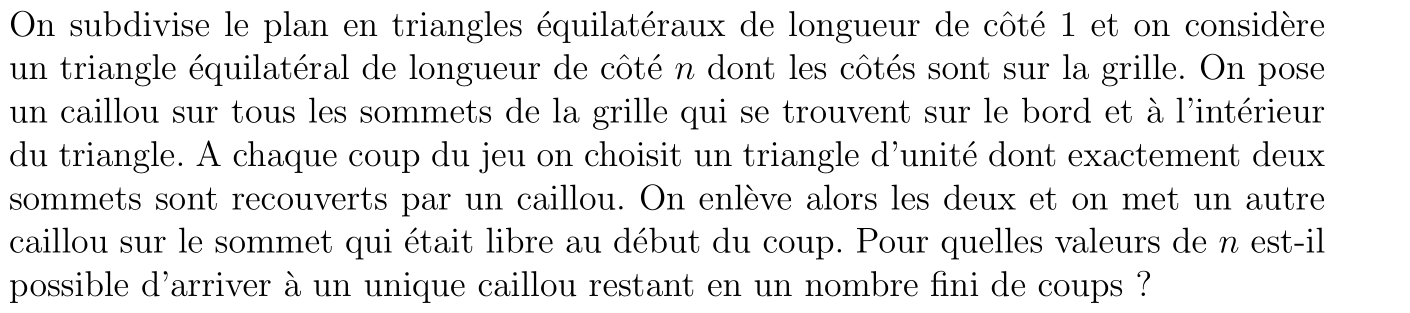 On subdivise le plan en triangles équilatéraux de longueur de côté 1 et on considère
un triangle équilatéral de longueur de côté n dont les côtés sont sur la grille. On pose
un caillou sur tous les sommets de la grille qui se trouvent sur le bord et à l'intérieur
du triangle. A chaque coup du jeu on choisit un triangle d'unité dont exactement deux
sommets sont recouverts par un caillou. On enlève alors les deux et on met un autre
caillou sur le sommet qui était libre au début du coup. Pour quelles valeurs de n est-il
possible d'arriver à un unique caillou restant en un nombre fini de coups ?